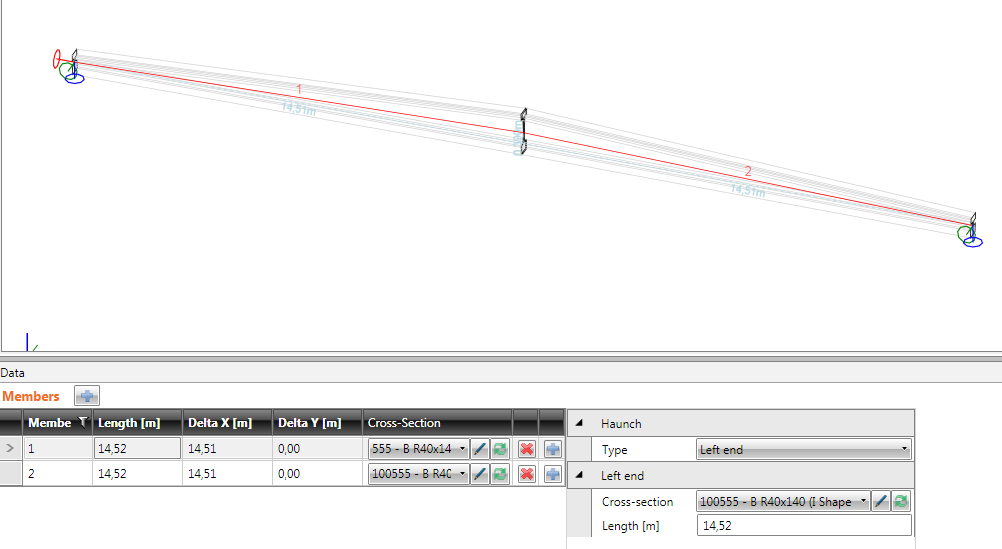 1
14,51m
2
14,51m
Data
Members
Membe Length [m] Delta X [m] Delta Y [m] Cross-Section
1 14,52 14,51 0,00 555 - B R40x14
2 14,52 14,51 0,00 100555 - B R40
Haunch
Type Left end
Left end
Cross-section 100555 - B R40x140 (I Shape
Length [m] 14,52